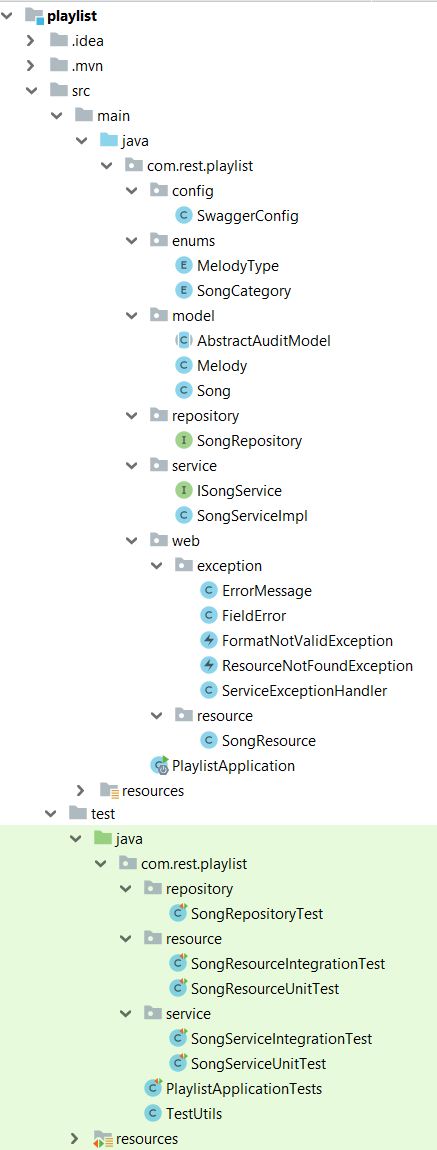 playlist
.idea
.mvn
src
main
java
com.rest.playlist
config
SwaggerConfig
enums
MelodyType
SongCategory
model
AbstractAuditModel
Melody
Song
repository
SongRepository
service
ISongService
SongServiceImpl
web
exception
ErrorMessage
FieldError
FormatNotValidException
ResourceNotFoundException
ServiceExceptionHandler
resource
SongResource
PlaylistApplication
resources
test
java
com.rest.playlist
repository
SongRepositoryTest
resource
SongResourceIntegrationTest
SongResourceUnitTest
service
SongServiceIntegrationTest
SongServiceUnitTest
PlaylistApplicationTests
TestUtils
resources